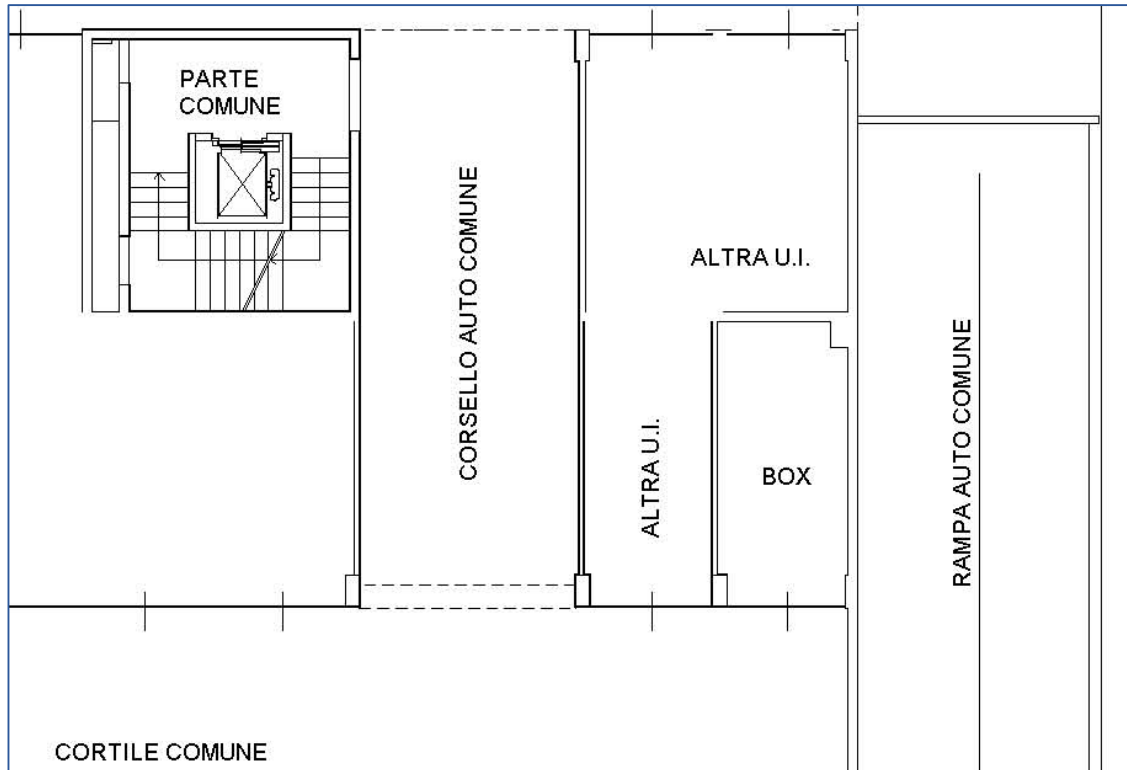 PARTE
COMUNE
CORSELLO AUTO COMUNE
ALTRA U.I.
ALTRA U.I.
BOX
RAMPA AUTO COMUNE
CORTILE COMUNE